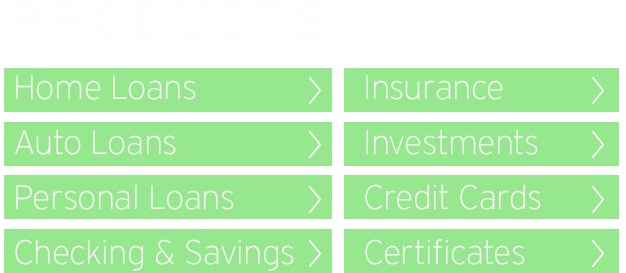 PRODUCTS
Home Loans
Insurance
Auto Loans
Investments
Personal Loans
Credit Cards
Checking & Savings
Certificates